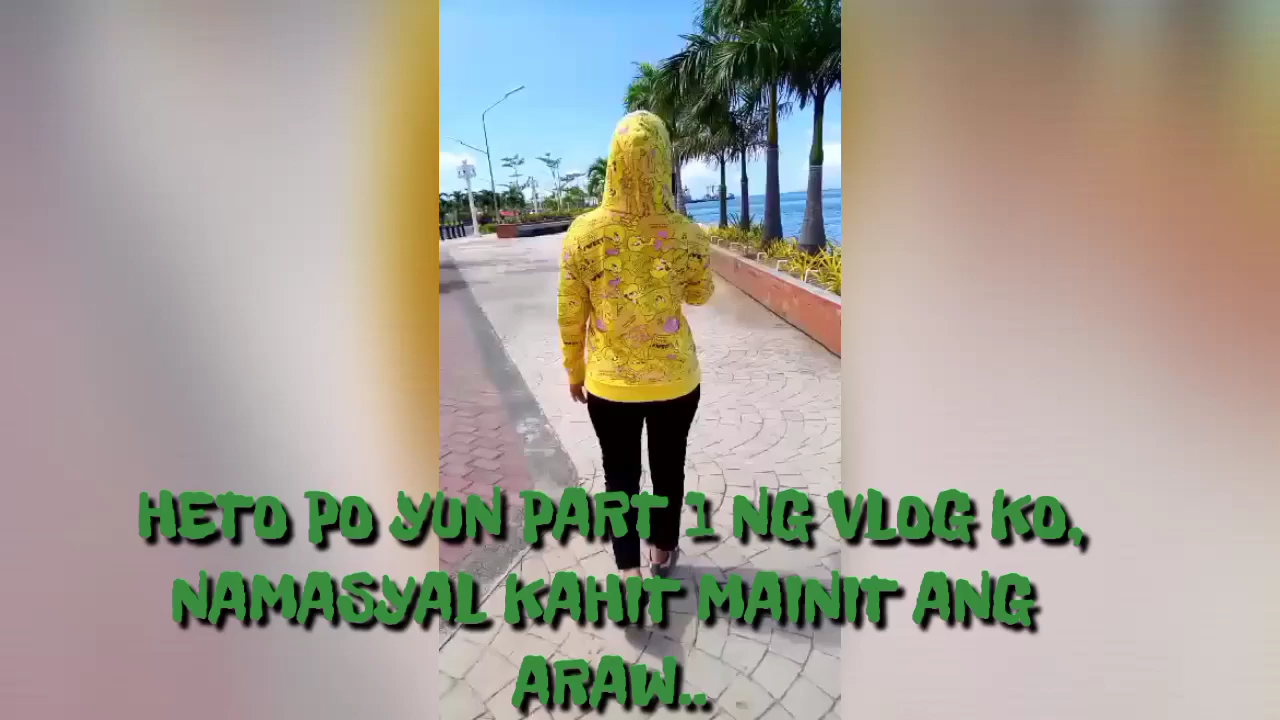 HETO PO YUN PART 1 NG VLOG KO,
NAMASYAL KAHIT MAINIT ANG
ARAW..